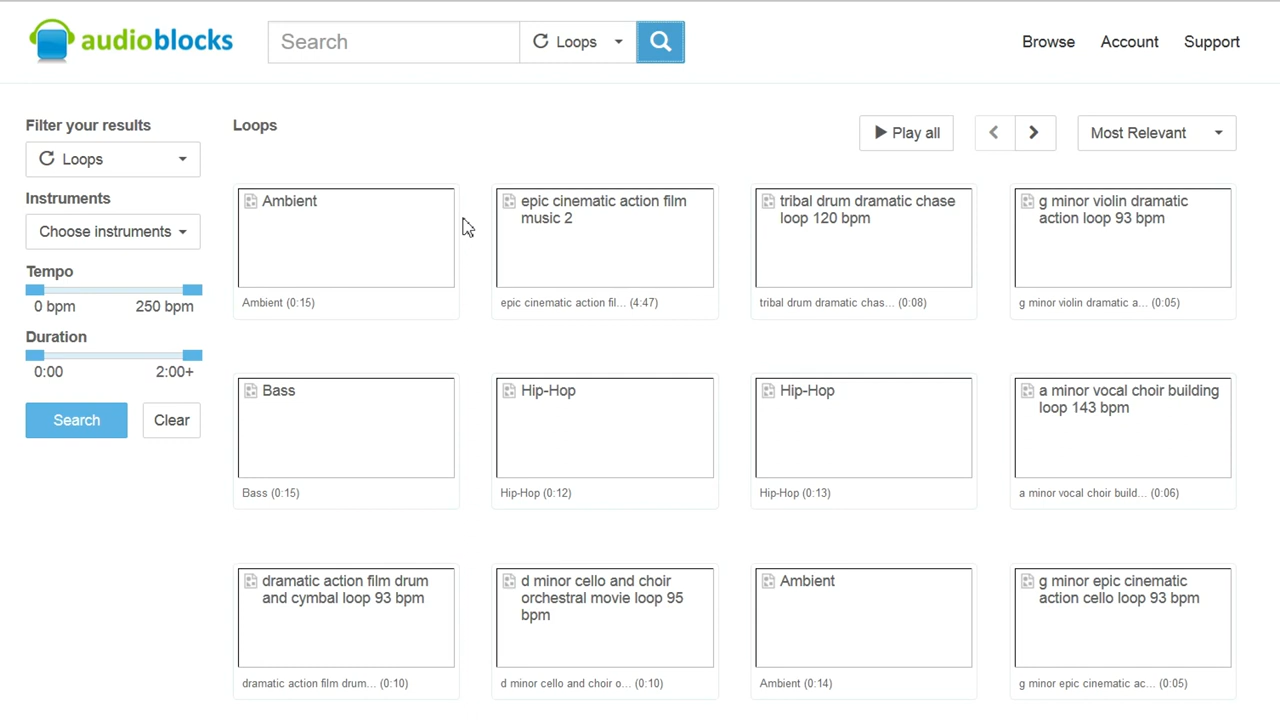 audioblocks
Search
Loops
Browse
Account
Support
Filter your results
Loops
Instruments
Choose instruments
Tempo
0 bpm
250 bpm
Duration
0:00
2:00+
Search
Clear
Loops
Play all
Most Relevant
Ambient
Ambient (0:15)
epic cinematic action film
music 2
epic cinematic action fil... (4:47)
tribal drum dramatic chase
loop 120 bpm
tribal drum dramatic chas... (0:08)
g minor violin dramatic
action loop 93 bpm
g minor violin dramatic a... (0:05)
Bass
Bass (0:15)
Hip-Hop
Hip-Hop (0:12)
Hip-Hop
Hip-Hop (0:13)
a minor vocal choir building
loop 143 bpm
a minor vocal choir build... (0:06)
dramatic action film drum
and cymbal loop 93 bpm
dramatic action film drum... (0:10)
d minor cello and choir
orchestral movie loop 95
bpm
d minor cello and choir o... (0:10)
Ambient
Ambient (0:14)
g minor epic cinematic
action cello loop 93 bpm
g minor epic cinematic ac... (0:05)